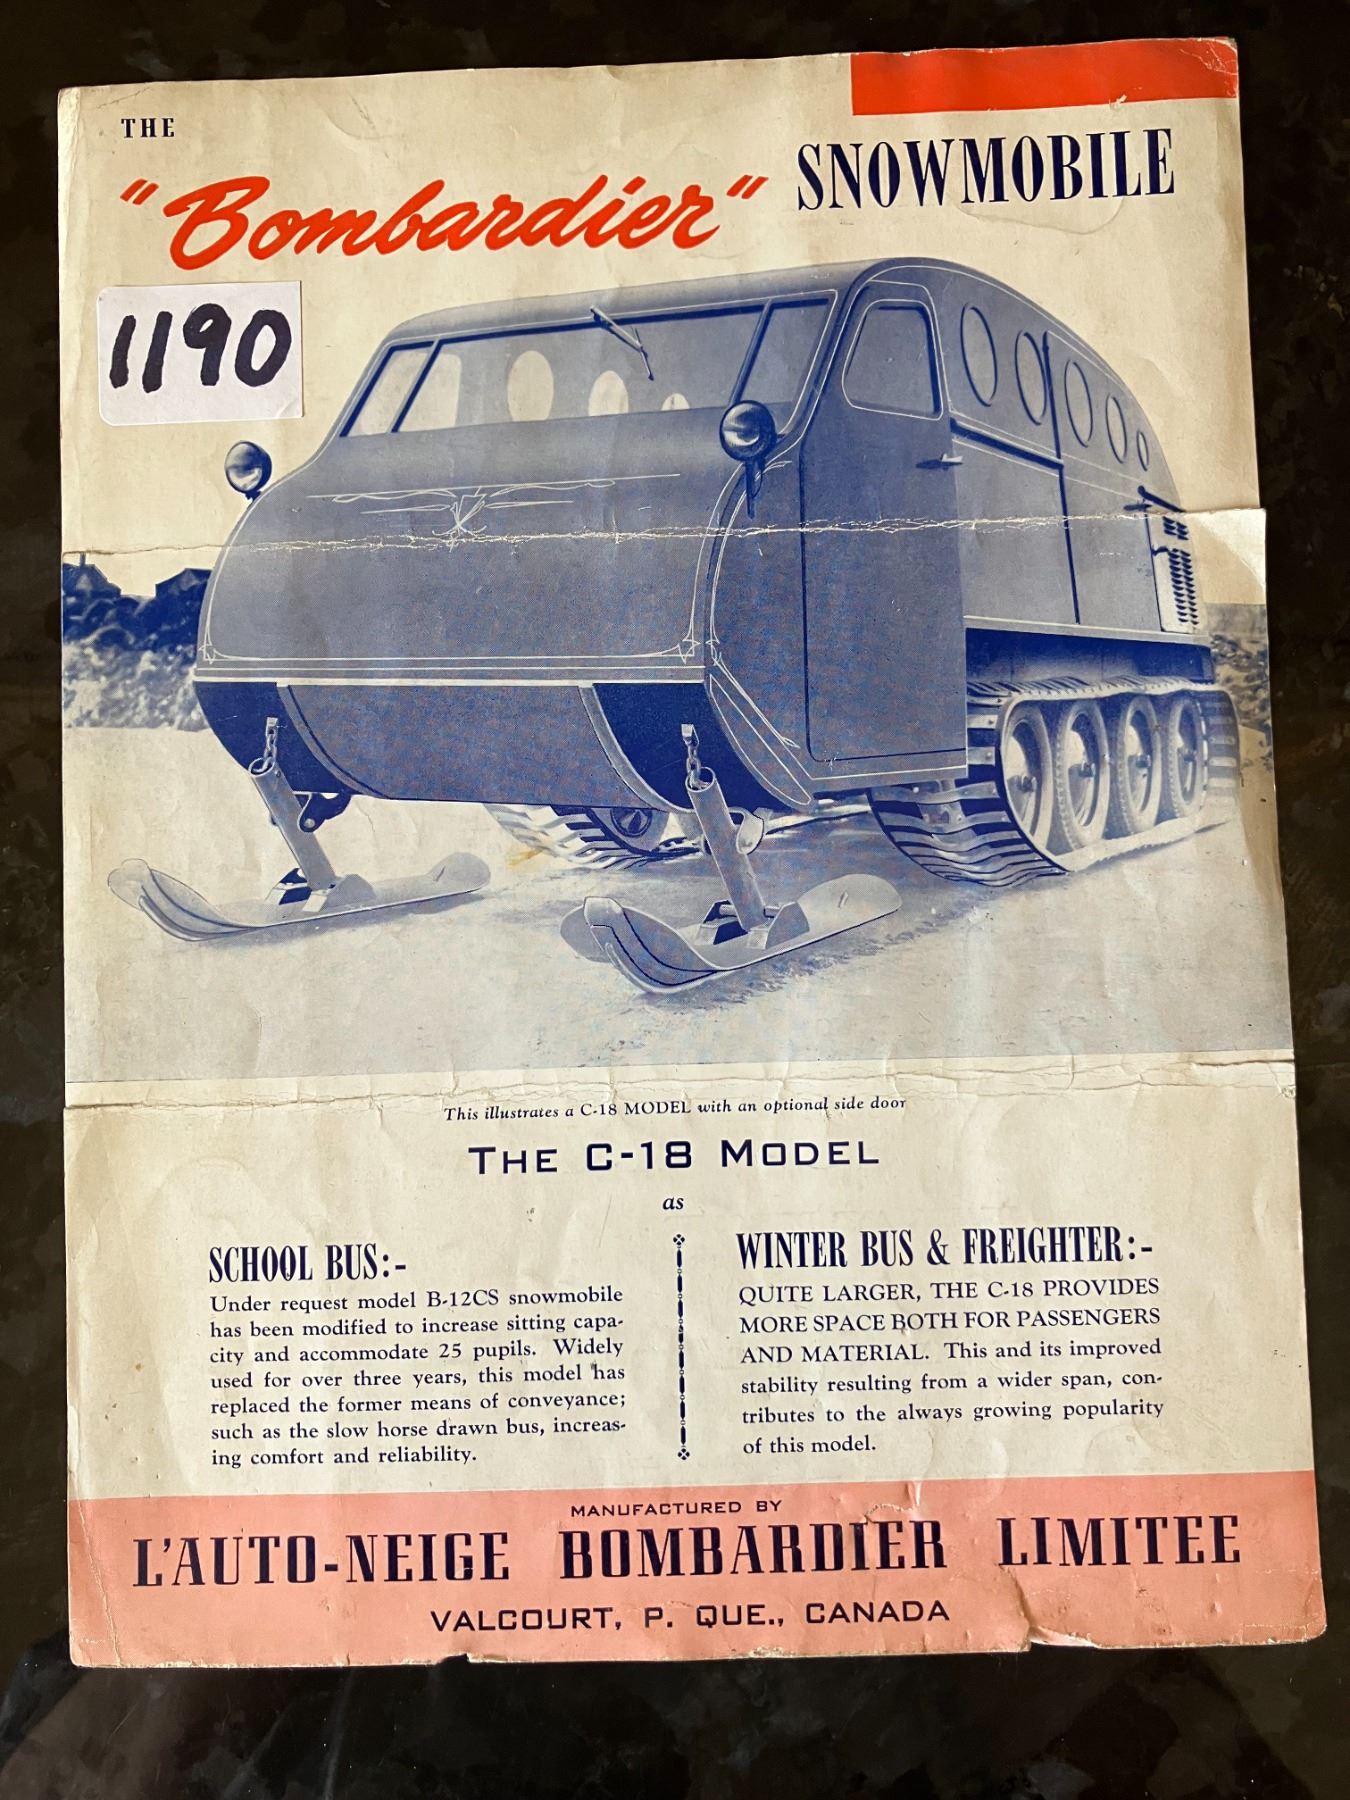 THE
"Bombardier" SNOWMOBILE
1190
This illustrates a C-18 MODEL with an optional side door
THE C-18 MODEL
as
SCHOOL BUS:-
Under request model B-12CS snowmobile
has been modified to increase sitting capa-
city and accommodate 25 pupils. Widely
used for over three years, this model has
replaced the former means of conveyance;
such as the slow horse drawn bus, increas-
ing comfort and reliability.
WINTER BUS & FREIGHTER:-
QUITE LARGER, THE C-18 PROVIDES
MORE SPACE BOTH FOR PASSENGERS
AND MATERIAL. This and its improved
stability resulting from a wider span, con-
tributes to the always growing popularity
of this model.
MANUFACTURED BY
L'AUTO-NEIGE BOMBARDIER LIMITEE
VALCOURT, P. QUE., CANADA